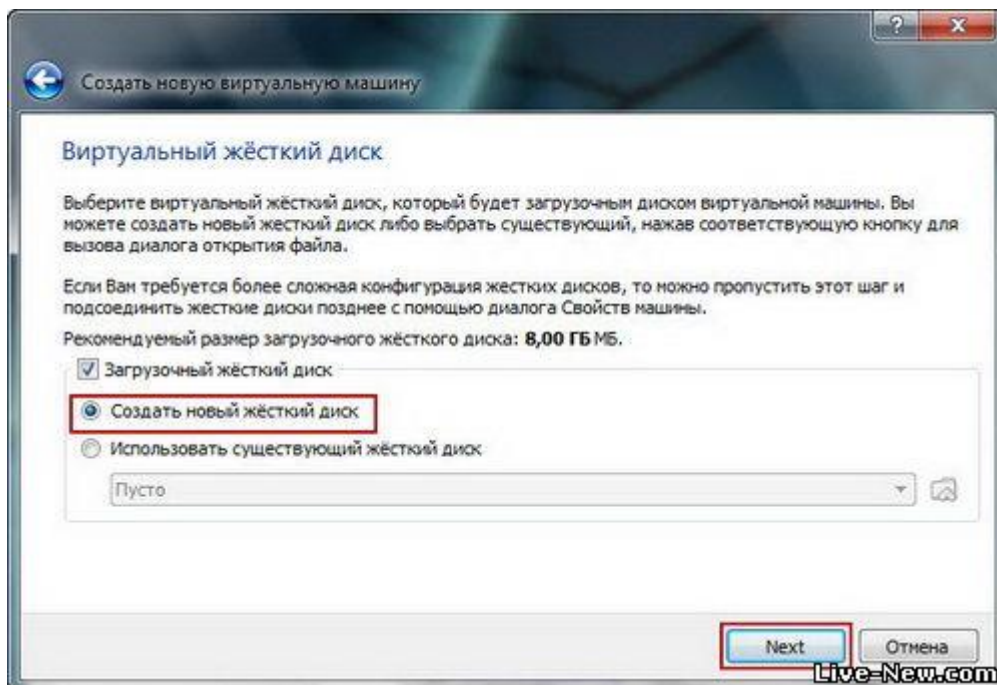 Создать новую виртуальную машину
Виртуальный жёсткий диск
Выберите виртуальный жёсткий диск, который будет загрузочным диском виртуальной машины. Вы
можете создать новый жесткий диск либо выбрать существующий, нажав соответствующую кнопку для
вызова диалога открытия файла.
Если Вам требуется более сложная конфигурация жестких дисков, то можно пропустить этот шаг и
подсоединить жесткие диски позднее с помощью диалога Свойств машины.
Рекомендуемый размер загрузочного жёсткого диска: 8,00 ГБ МБ.
Загрузочный жёсткий диск
Создать новый жёсткий диск
Использовать существующий жёсткий диск
Пусто
Next Отмена
Live-New.com